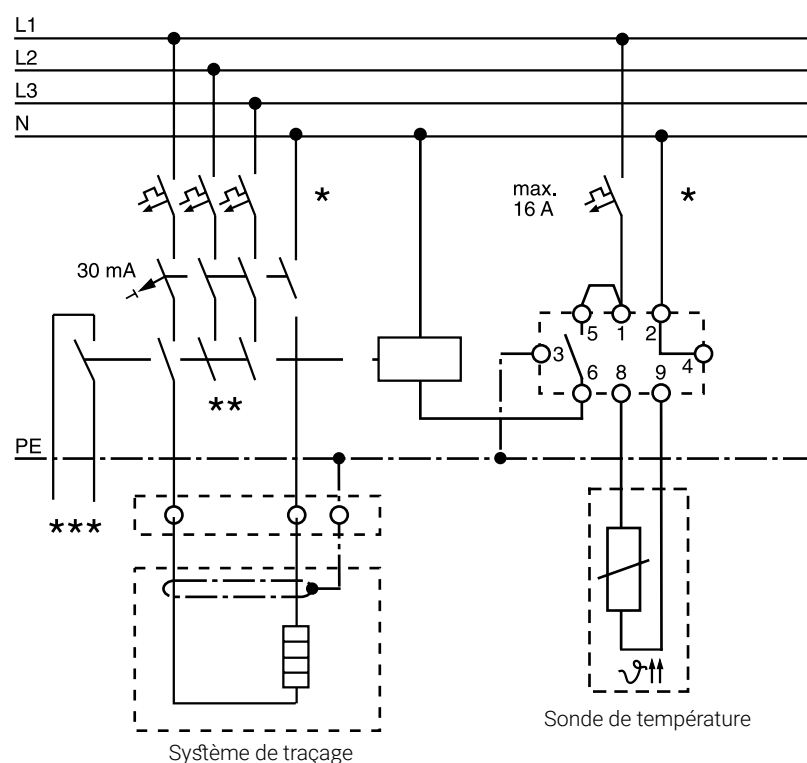 L1
L2
L3
N
*
max.
16 A
*
30 mA
5
1
2
3
4
6
8
9
**
PE
***
ϑ
Sonde de température
Système de traçage